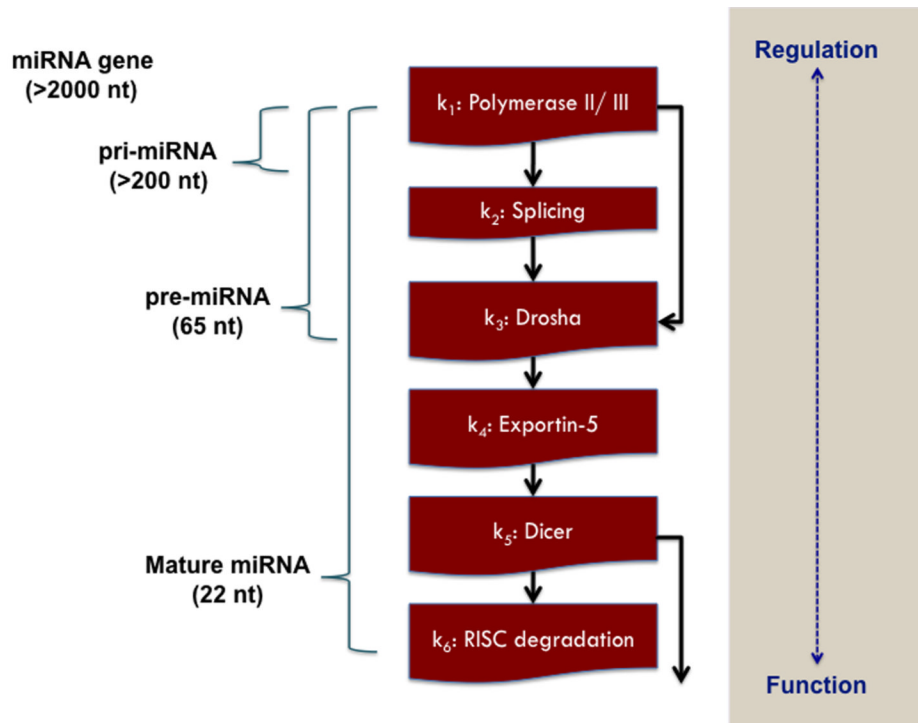 miRNA gene
(>2000 nt)
pri-miRNA
(>200 nt)
pre-miRNA
(65 nt)
Mature miRNA
(22 nt)
k₁: Polymerase II/ III
k₂: Splicing
k₃: Drosha
k₄: Exportin-5
k₅: Dicer
k₆: RISC degradation
Regulation
Function